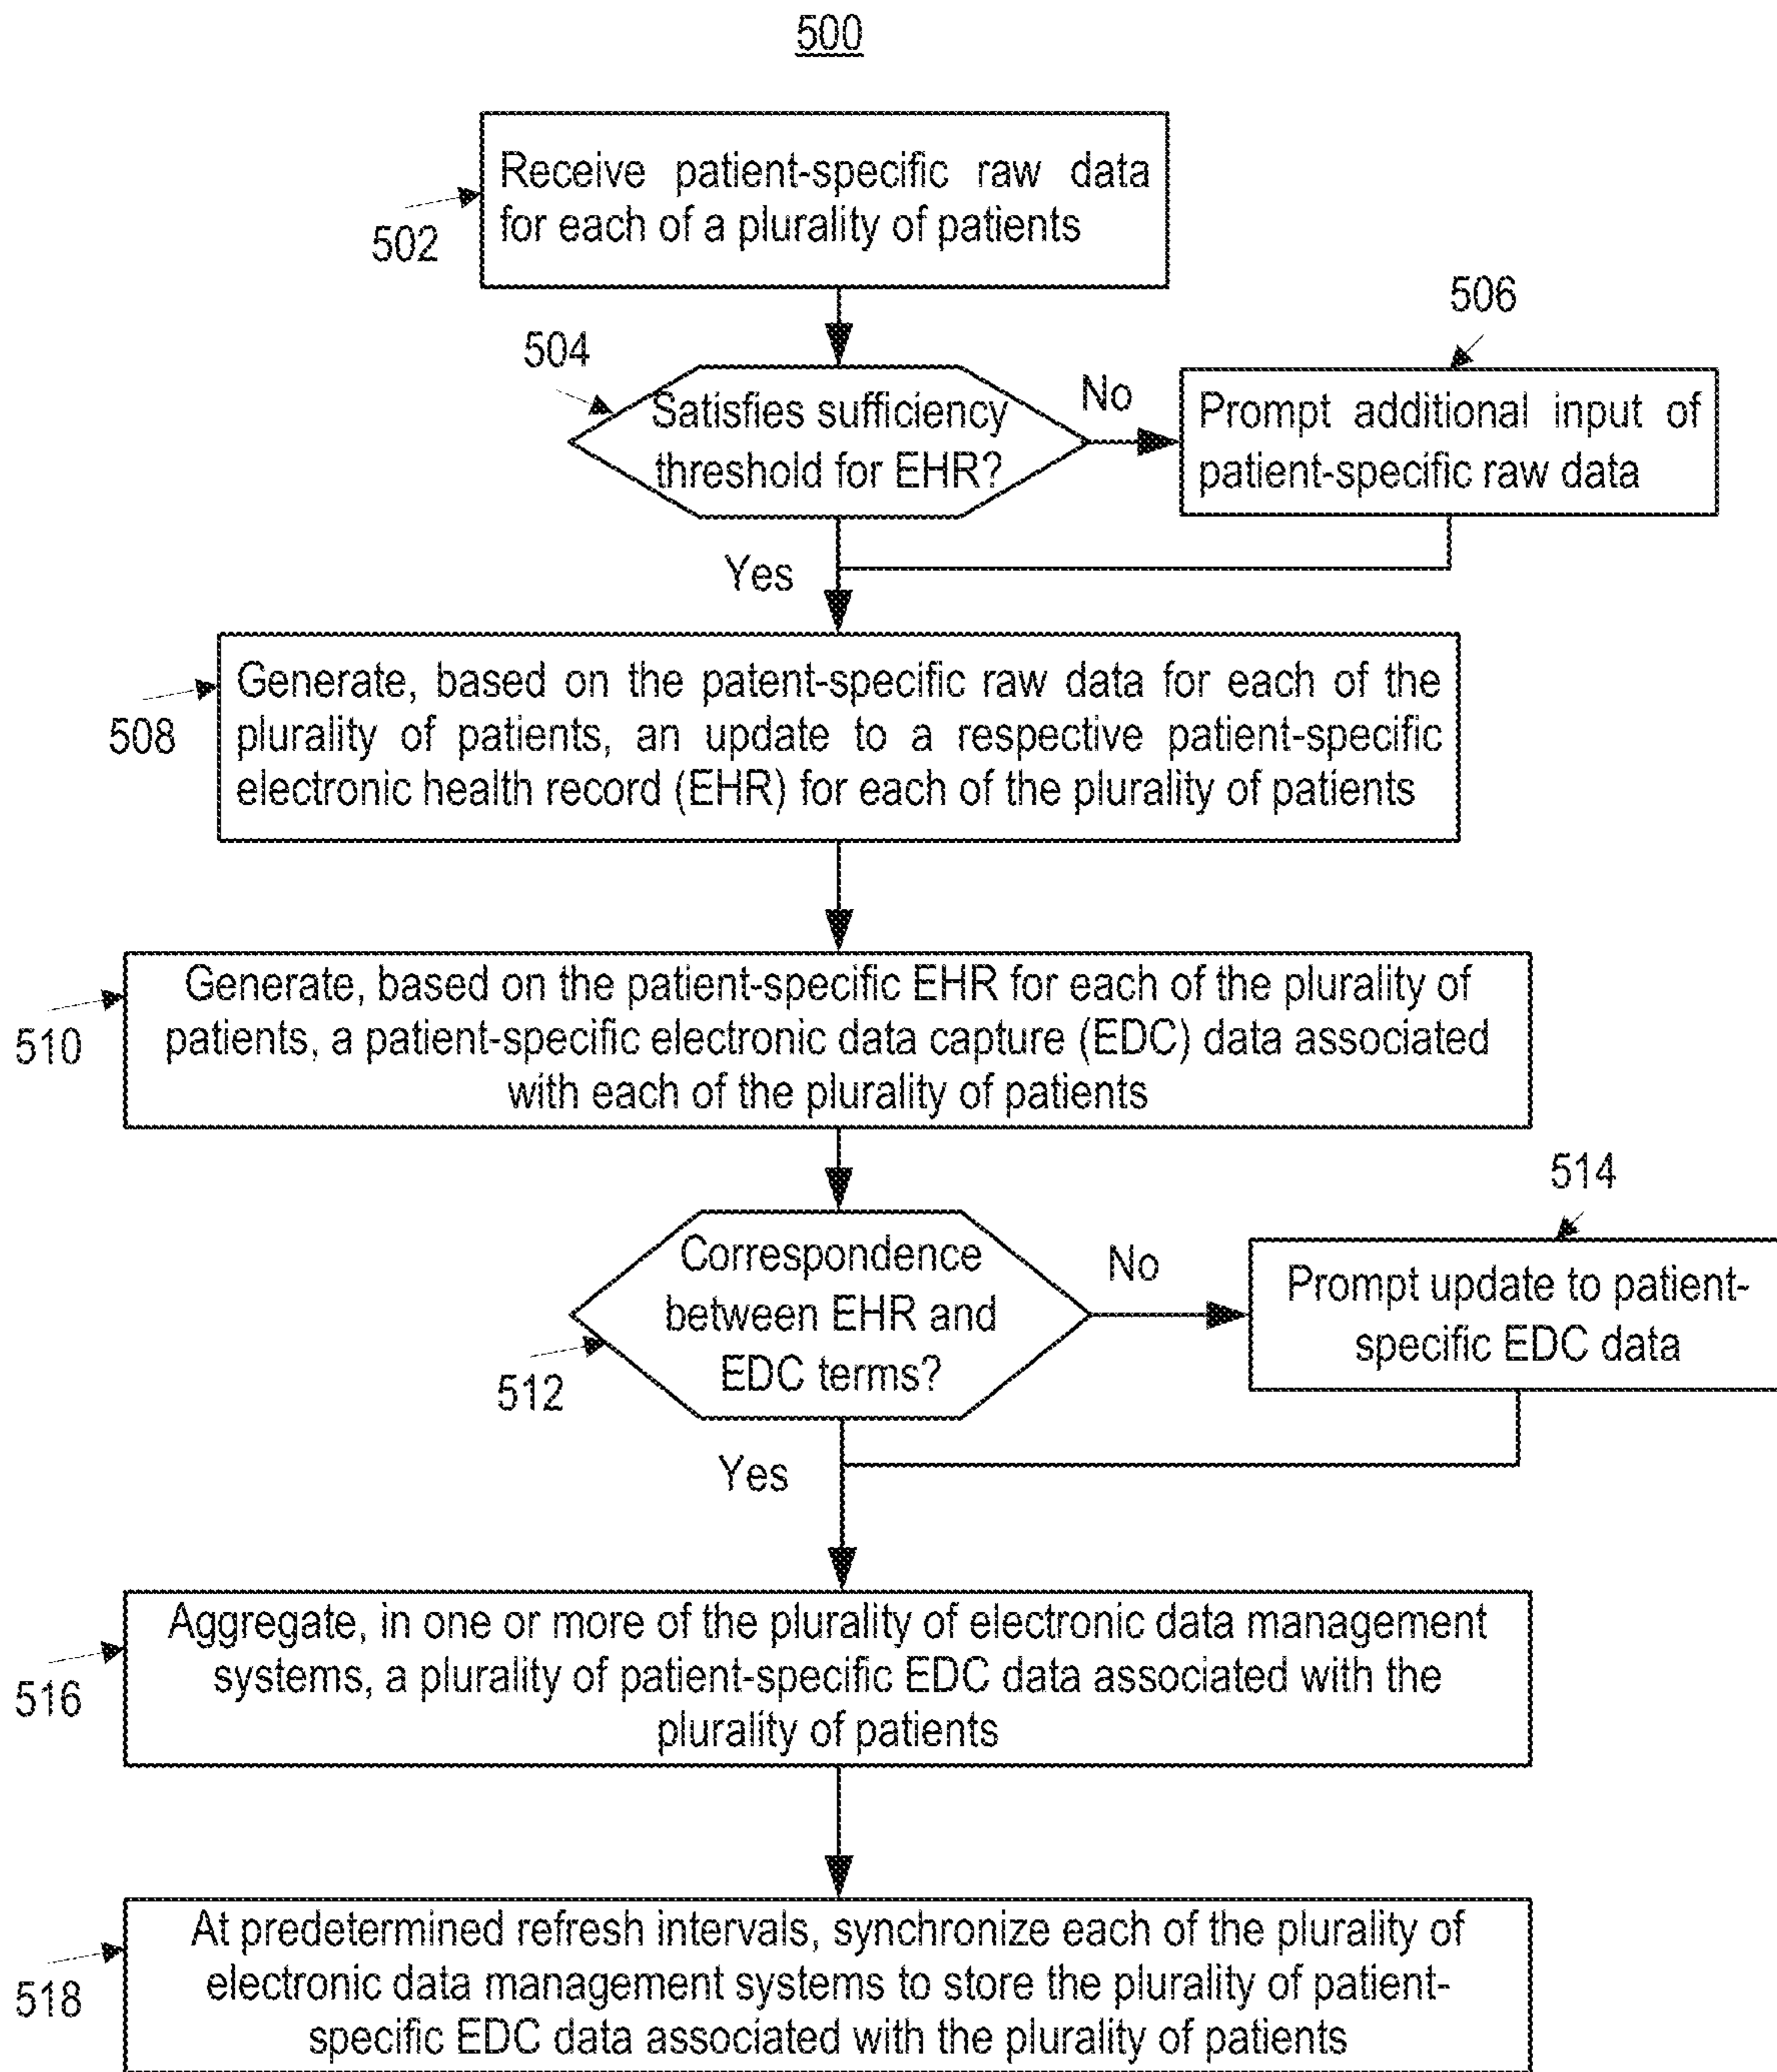 500
Receive patient-specific raw data
for each of a plurality of patients
502
506
504
Satisfies sufficiency
threshold for EHR?
No
Prompt additional input of
patient-specific raw data
Yes
Generate, based on the patent-specific raw data for each of the
plurality of patients, an update to a respective patient-specific
electronic health record (EHR) for each of the plurality of patients
508
Generate, based on the patient-specific EHR for each of the plurality of
patients, a patient-specific electronic data capture (EDC) data associated
with each of the plurality of patients
510
514
Correspondence
between EHR and
EDC terms?
No
Prompt update to patient-
specific EDC data
512
Yes
Aggregate, in one or more of the plurality of electronic data management
systems, a plurality of patient-specific EDC data associated with the
plurality of patients
516
At predetermined refresh intervals, synchronize each of the plurality of
electronic data management systems to store the plurality of patient-
specific EDC data associated with the plurality of patients
518